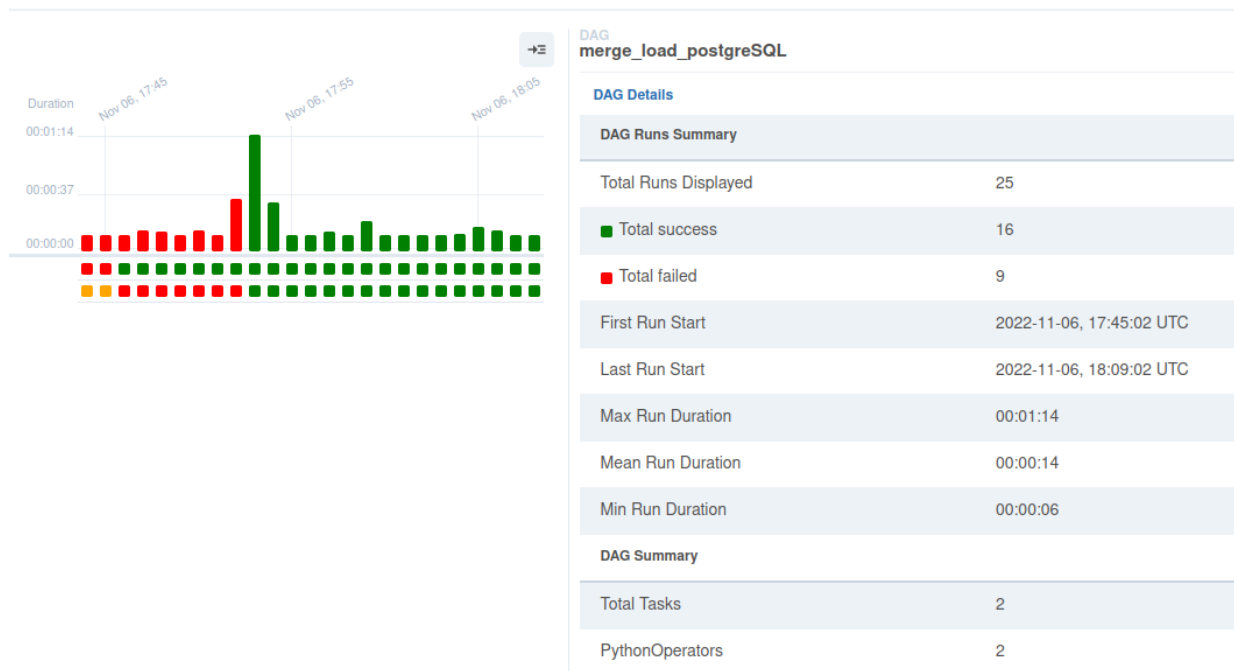 Duration
Nov 06, 17:45
Nov 06, 17:55
Nov 06, 18:05
00:01:14
00:00:37
00:00:00
DAG
merge_load_postgreSQL
DAG Details
DAG Runs Summary
Total Runs Displayed 25
Total success 16
Total failed 9
First Run Start 2022-11-06, 17:45:02 UTC
Last Run Start 2022-11-06, 18:09:02 UTC
Max Run Duration 00:01:14
Mean Run Duration 00:00:14
Min Run Duration 00:00:06
DAG Summary
Total Tasks 2
PythonOperators 2